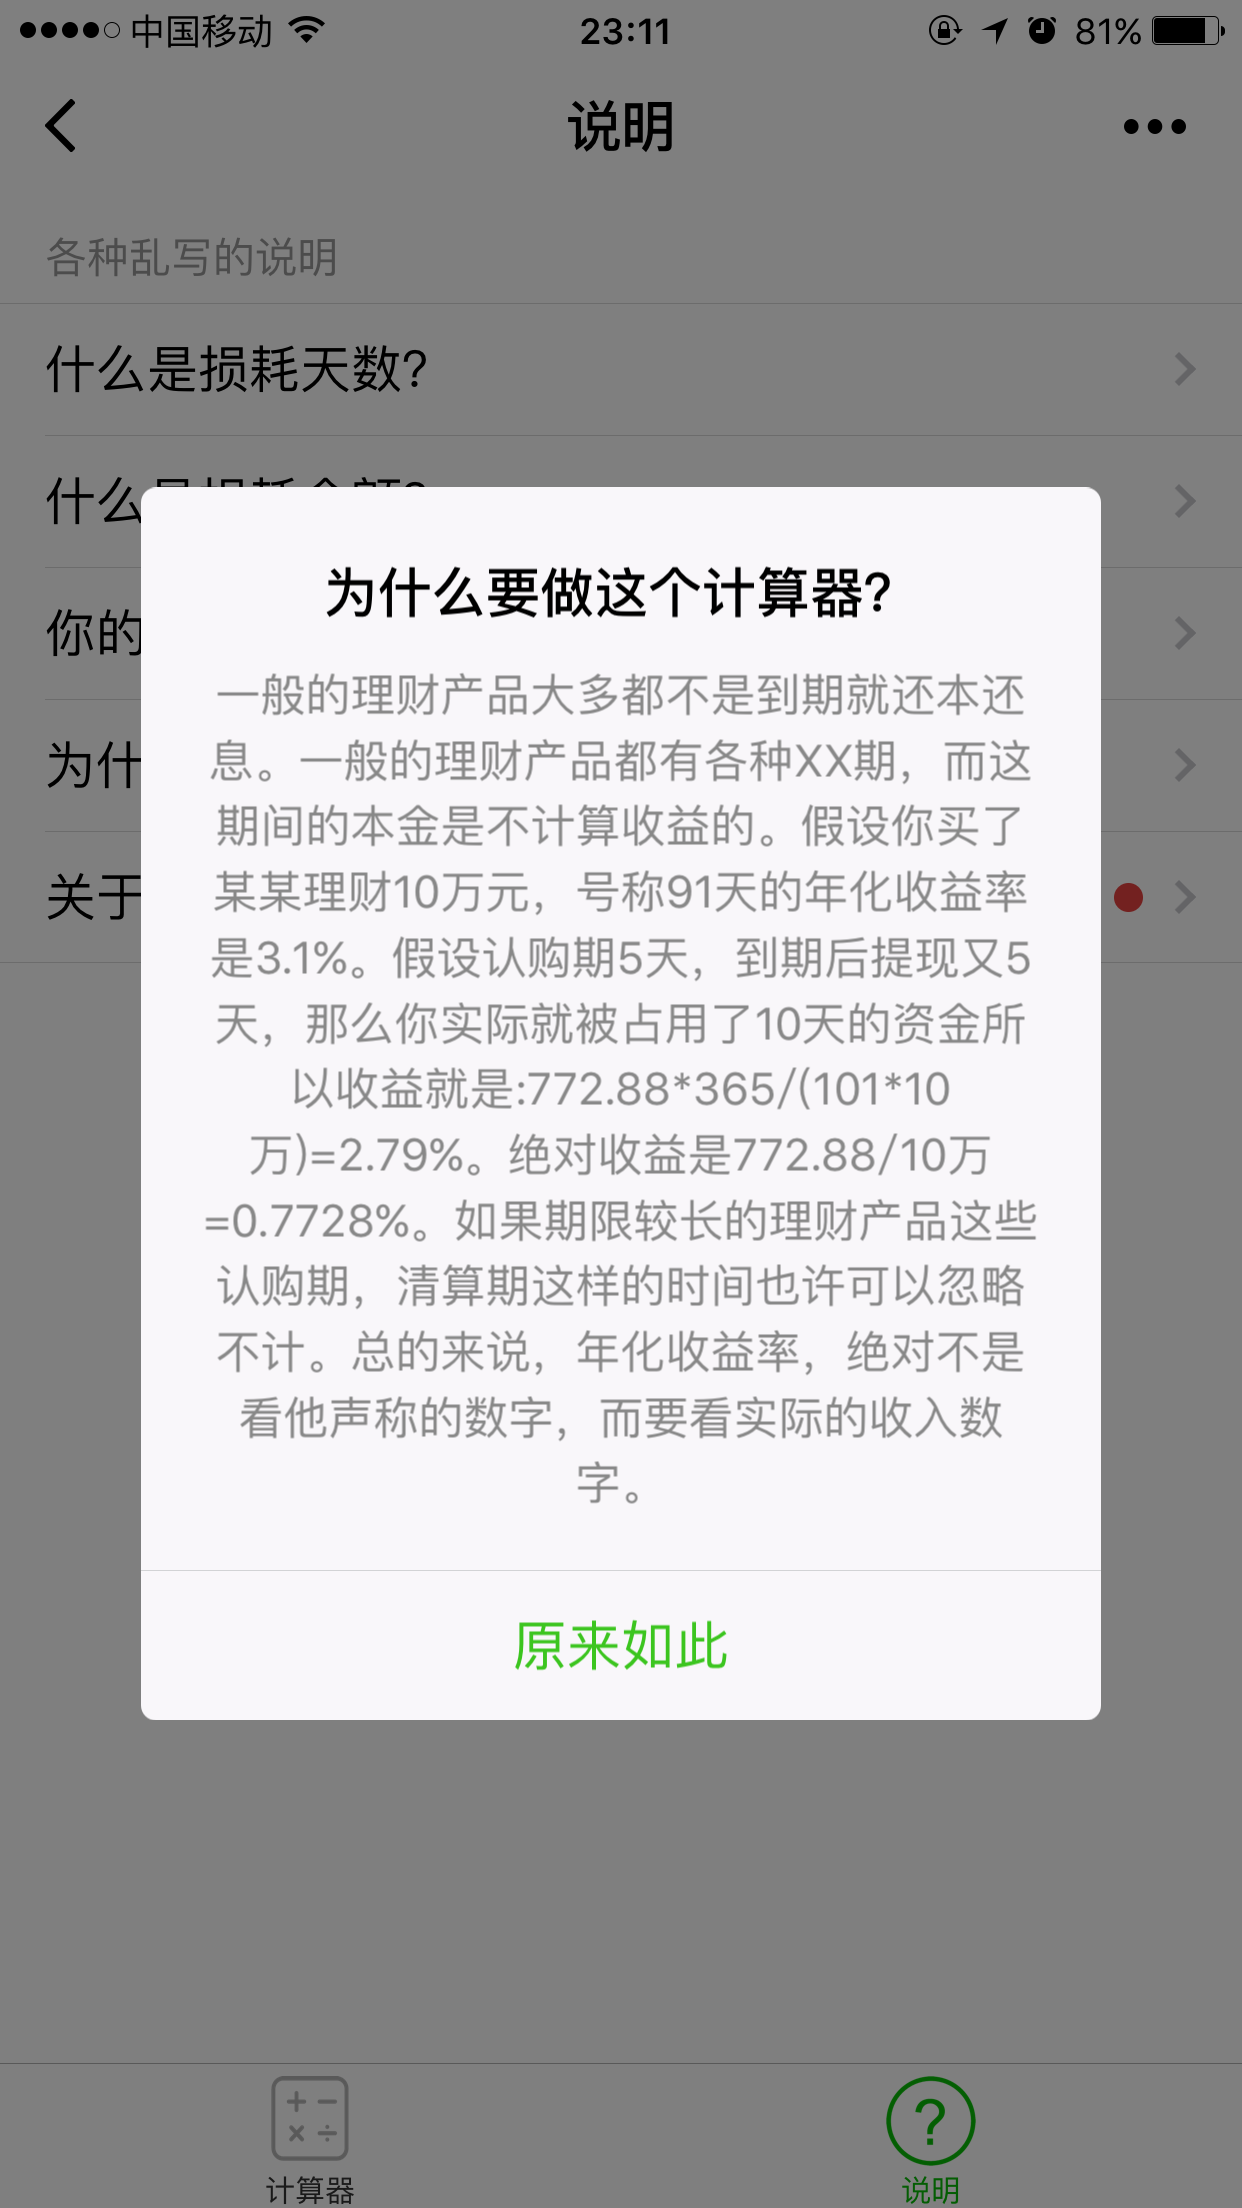 中国移动
23:11
81%
说明
各种乱写的说明
什么是损耗天数?
什么是损耗金额?
你的
为什
关于
为什么要做这个计算器?
一般的理财产品大多都不是到期就还本还
息。一般的理财产品都有各种XX期，而这
期间的本金是不计算收益的。假设你买了
某某理财10万元，号称91天的年化收益率
是3.1%。假设认购期5天，到期后提现又5
天，那么你实际就被占用了10天的资金所
以收益就是:772.88*365/(101*10
万)=2.79%。绝对收益是772.88/10万
=0.7728%。如果期限较长的理财产品这些
认购期，清算期这样的时间也许可以忽略
不计。总的来说，年化收益率，绝对不是
看他声称的数字，而要看实际的收入数
字。
原来如此
计算器
说明